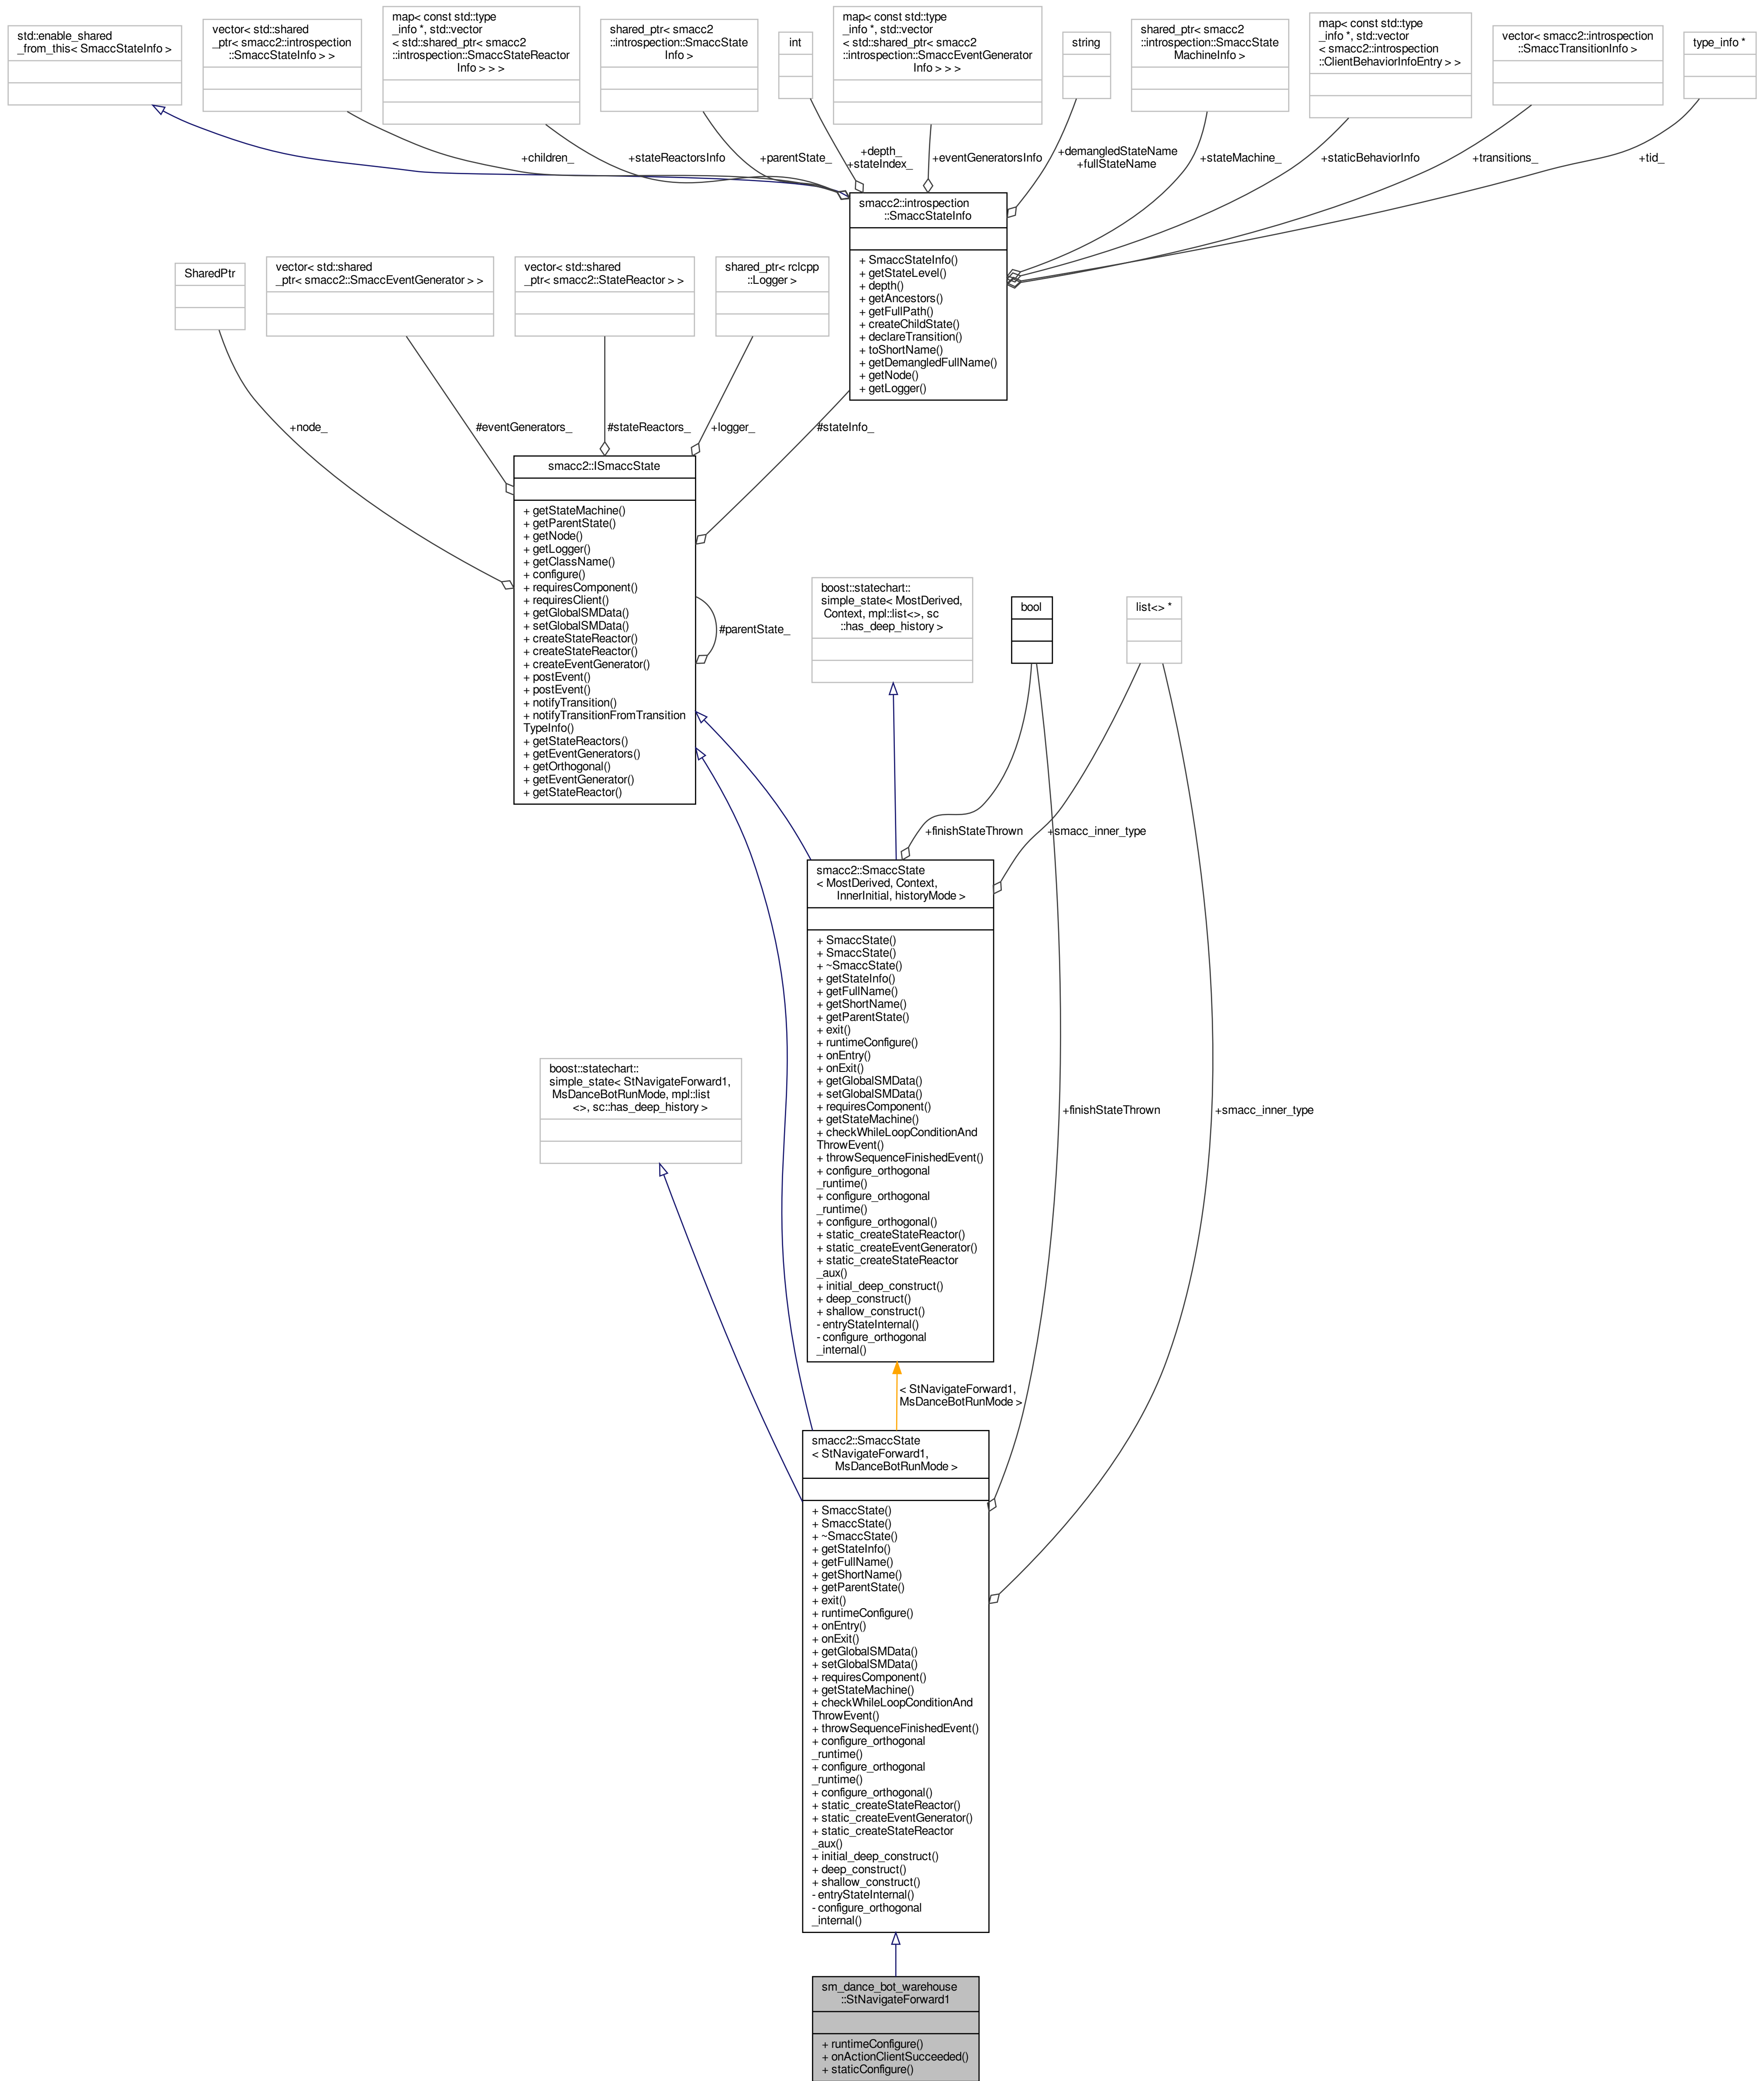 std::enable_shared
_from_this< SmaccStateInfo >
vector< std::shared
_ptr< smacc2::introspection
::SmaccStateInfo > >
map< const std::type
_info *, std::vector
< std::shared_ptr< smacc2
::introspection::SmaccStateReactor
Info > > >
shared_ptr< smacc2
::introspection::SmaccState
Info >
int
map< const std::type
_info *, std::vector
< std::shared_ptr< smacc2
::introspection::SmaccEventGenerator
Info > > >
string
shared_ptr< smacc2
::introspection::SmaccState
MachineInfo >
map< const std::type
_info *, std::vector
< smacc2::introspection
::ClientBehaviorInfoEntry > >
vector< smacc2::introspection
::SmaccTransitionInfo >
type_info *
+children_
+stateReactorsInfo
+parentState_
+depth_
+stateIndex_
+eventGeneratorsInfo
+demangledStateName
+fullStateName
+stateMachine_
+staticBehaviorInfo
+transitions_
+tid_
smacc2::introspection
::SmaccStateInfo
+ SmaccStateInfo()
+ getStateLevel()
+ depth()
+ getAncestors()
+ getFullPath()
+ createChildState()
+ declareTransition()
+ toShortName()
+ getDemangledFullName()
+ getNode()
+ getLogger()
SharedPtr
vector< std::shared
_ptr< smacc2::SmaccEventGenerator > >
vector< std::shared
_ptr< smacc2::StateReactor > >
shared_ptr< rclcpp
::Logger >
+node_
#eventGenerators_
#stateReactors_
+logger_
#stateInfo_
smacc2::ISmaccState
+ getStateMachine()
+ getParentState()
+ getNode()
+ getLogger()
+ getClassName()
+ configure()
+ requiresComponent()
+ requiresClient()
+ getGlobalSMData()
+ setGlobalSMData()
+ createStateReactor()
+ createStateReactor()
+ createEventGenerator()
+ postEvent()
+ postEvent()
+ notifyTransition()
+ notifyTransitionFromTransition
TypeInfo()
+ getStateReactors()
+ getEventGenerators()
+ getOrthogonal()
+ getEventGenerator()
+ getStateReactor()
#parentState_
boost::statechart::
simple_state< MostDerived,
Context, mpl::list<>, sc
::has_deep_history >
bool
list<> *
+finishStateThrown
+smacc_inner_type
smacc2::SmaccState
< MostDerived, Context,
InnerInitial, historyMode >
+ SmaccState()
+ SmaccState()
+ ~SmaccState()
+ getStateInfo()
+ getFullName()
+ getShortName()
+ getParentState()
+ exit()
+ runtimeConfigure()
+ onEntry()
+ onExit()
+ getGlobalSMData()
+ setGlobalSMData()
+ requiresComponent()
+ getStateMachine()
+ checkWhileLoopConditionAnd
ThrowEvent()
+ throwSequenceFinishedEvent()
+ configure_orthogonal
_runtime()
+ configure_orthogonal
_runtime()
+ configure_orthogonal()
+ static_createStateReactor()
+ static_createEventGenerator()
+ static_createStateReactor
_aux()
+ initial_deep_construct()
+ deep_construct()
+ shallow_construct()
- entryStateInternal()
- configure_orthogonal
_internal()
boost::statechart::
simple_state< StNavigateForward1,
MsDanceBotRunMode, mpl::list
<>, sc::has_deep_history >
+finishStateThrown
+smacc_inner_type
< StNavigateForward1,
MsDanceBotRunMode >
smacc2::SmaccState
< StNavigateForward1,
MsDanceBotRunMode >
+ SmaccState()
+ SmaccState()
+ ~SmaccState()
+ getStateInfo()
+ getFullName()
+ getShortName()
+ getParentState()
+ exit()
+ runtimeConfigure()
+ onEntry()
+ onExit()
+ getGlobalSMData()
+ setGlobalSMData()
+ requiresComponent()
+ getStateMachine()
+ checkWhileLoopConditionAnd
ThrowEvent()
+ throwSequenceFinishedEvent()
+ configure_orthogonal
_runtime()
+ configure_orthogonal
_runtime()
+ configure_orthogonal()
+ static_createStateReactor()
+ static_createEventGenerator()
+ static_createStateReactor
_aux()
+ initial_deep_construct()
+ deep_construct()
+ shallow_construct()
- entryStateInternal()
- configure_orthogonal
_internal()
sm_dance_bot_warehouse
::StNavigateForward1
+ runtimeConfigure()
+ onActionClientSucceeded()
+ staticConfigure()